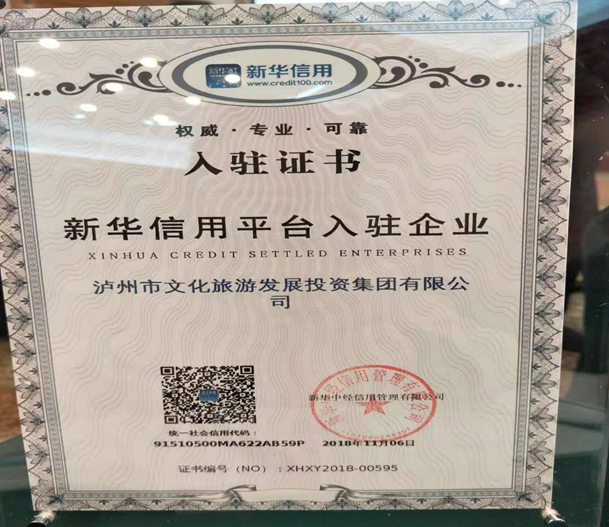 新华社 新华信用
www.credit100.com
权威·专业·可靠
入驻证书
新华信用平台入驻企业
XINHUA CREDIT SETTLED ENTERPRISES
泸州市文化旅游发展投资集团有限公
司
新华中经信用管理有限公司
统一社会信用代码：
91510500MA622AB59P
2018年11月06日
证书编号（NO）：XHXY2018-00595